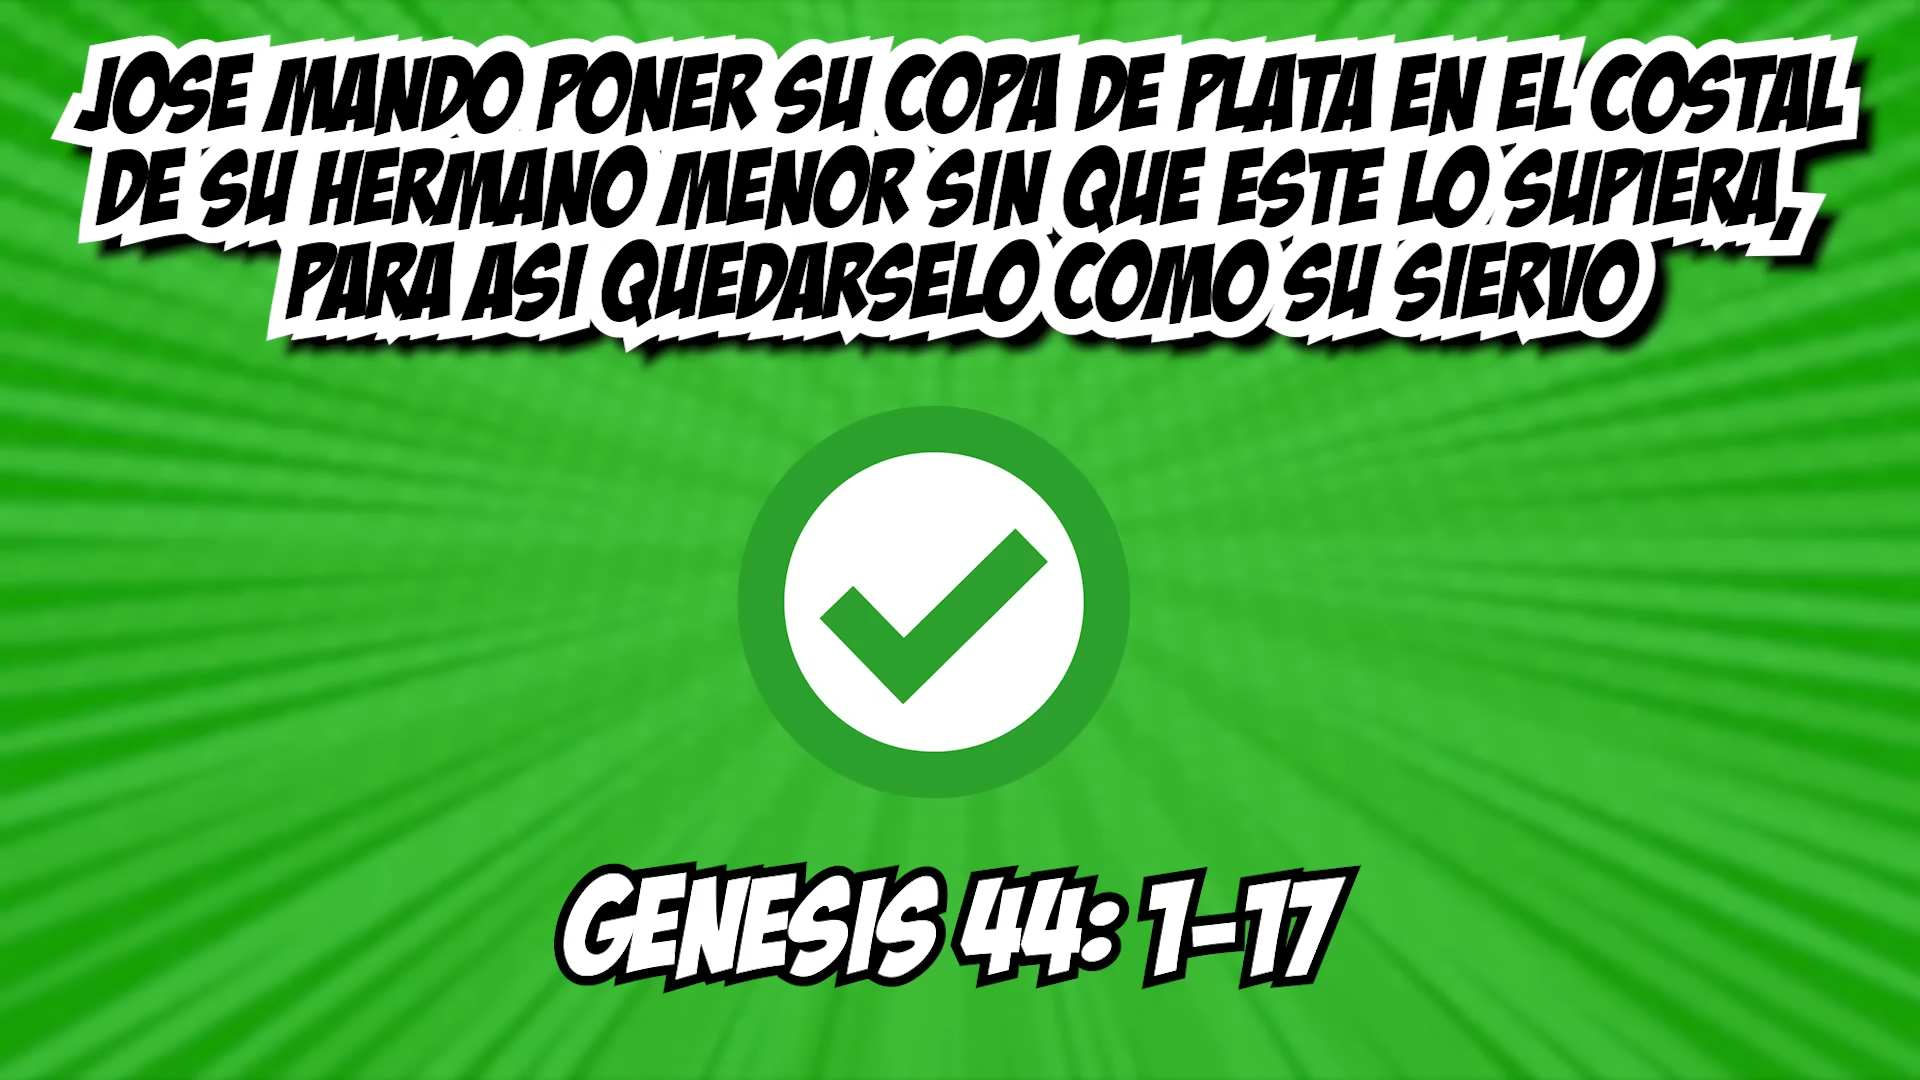 JOSE MANDO PONER SU COPA DE PLATA EN EL COSTAL
DE SU HERMANO MENOR SIN QUE ESTE LO SUPIERA,
PARA ASI QUEDARSELO COMO SU SIERVO
GENESIS 44: 1-17